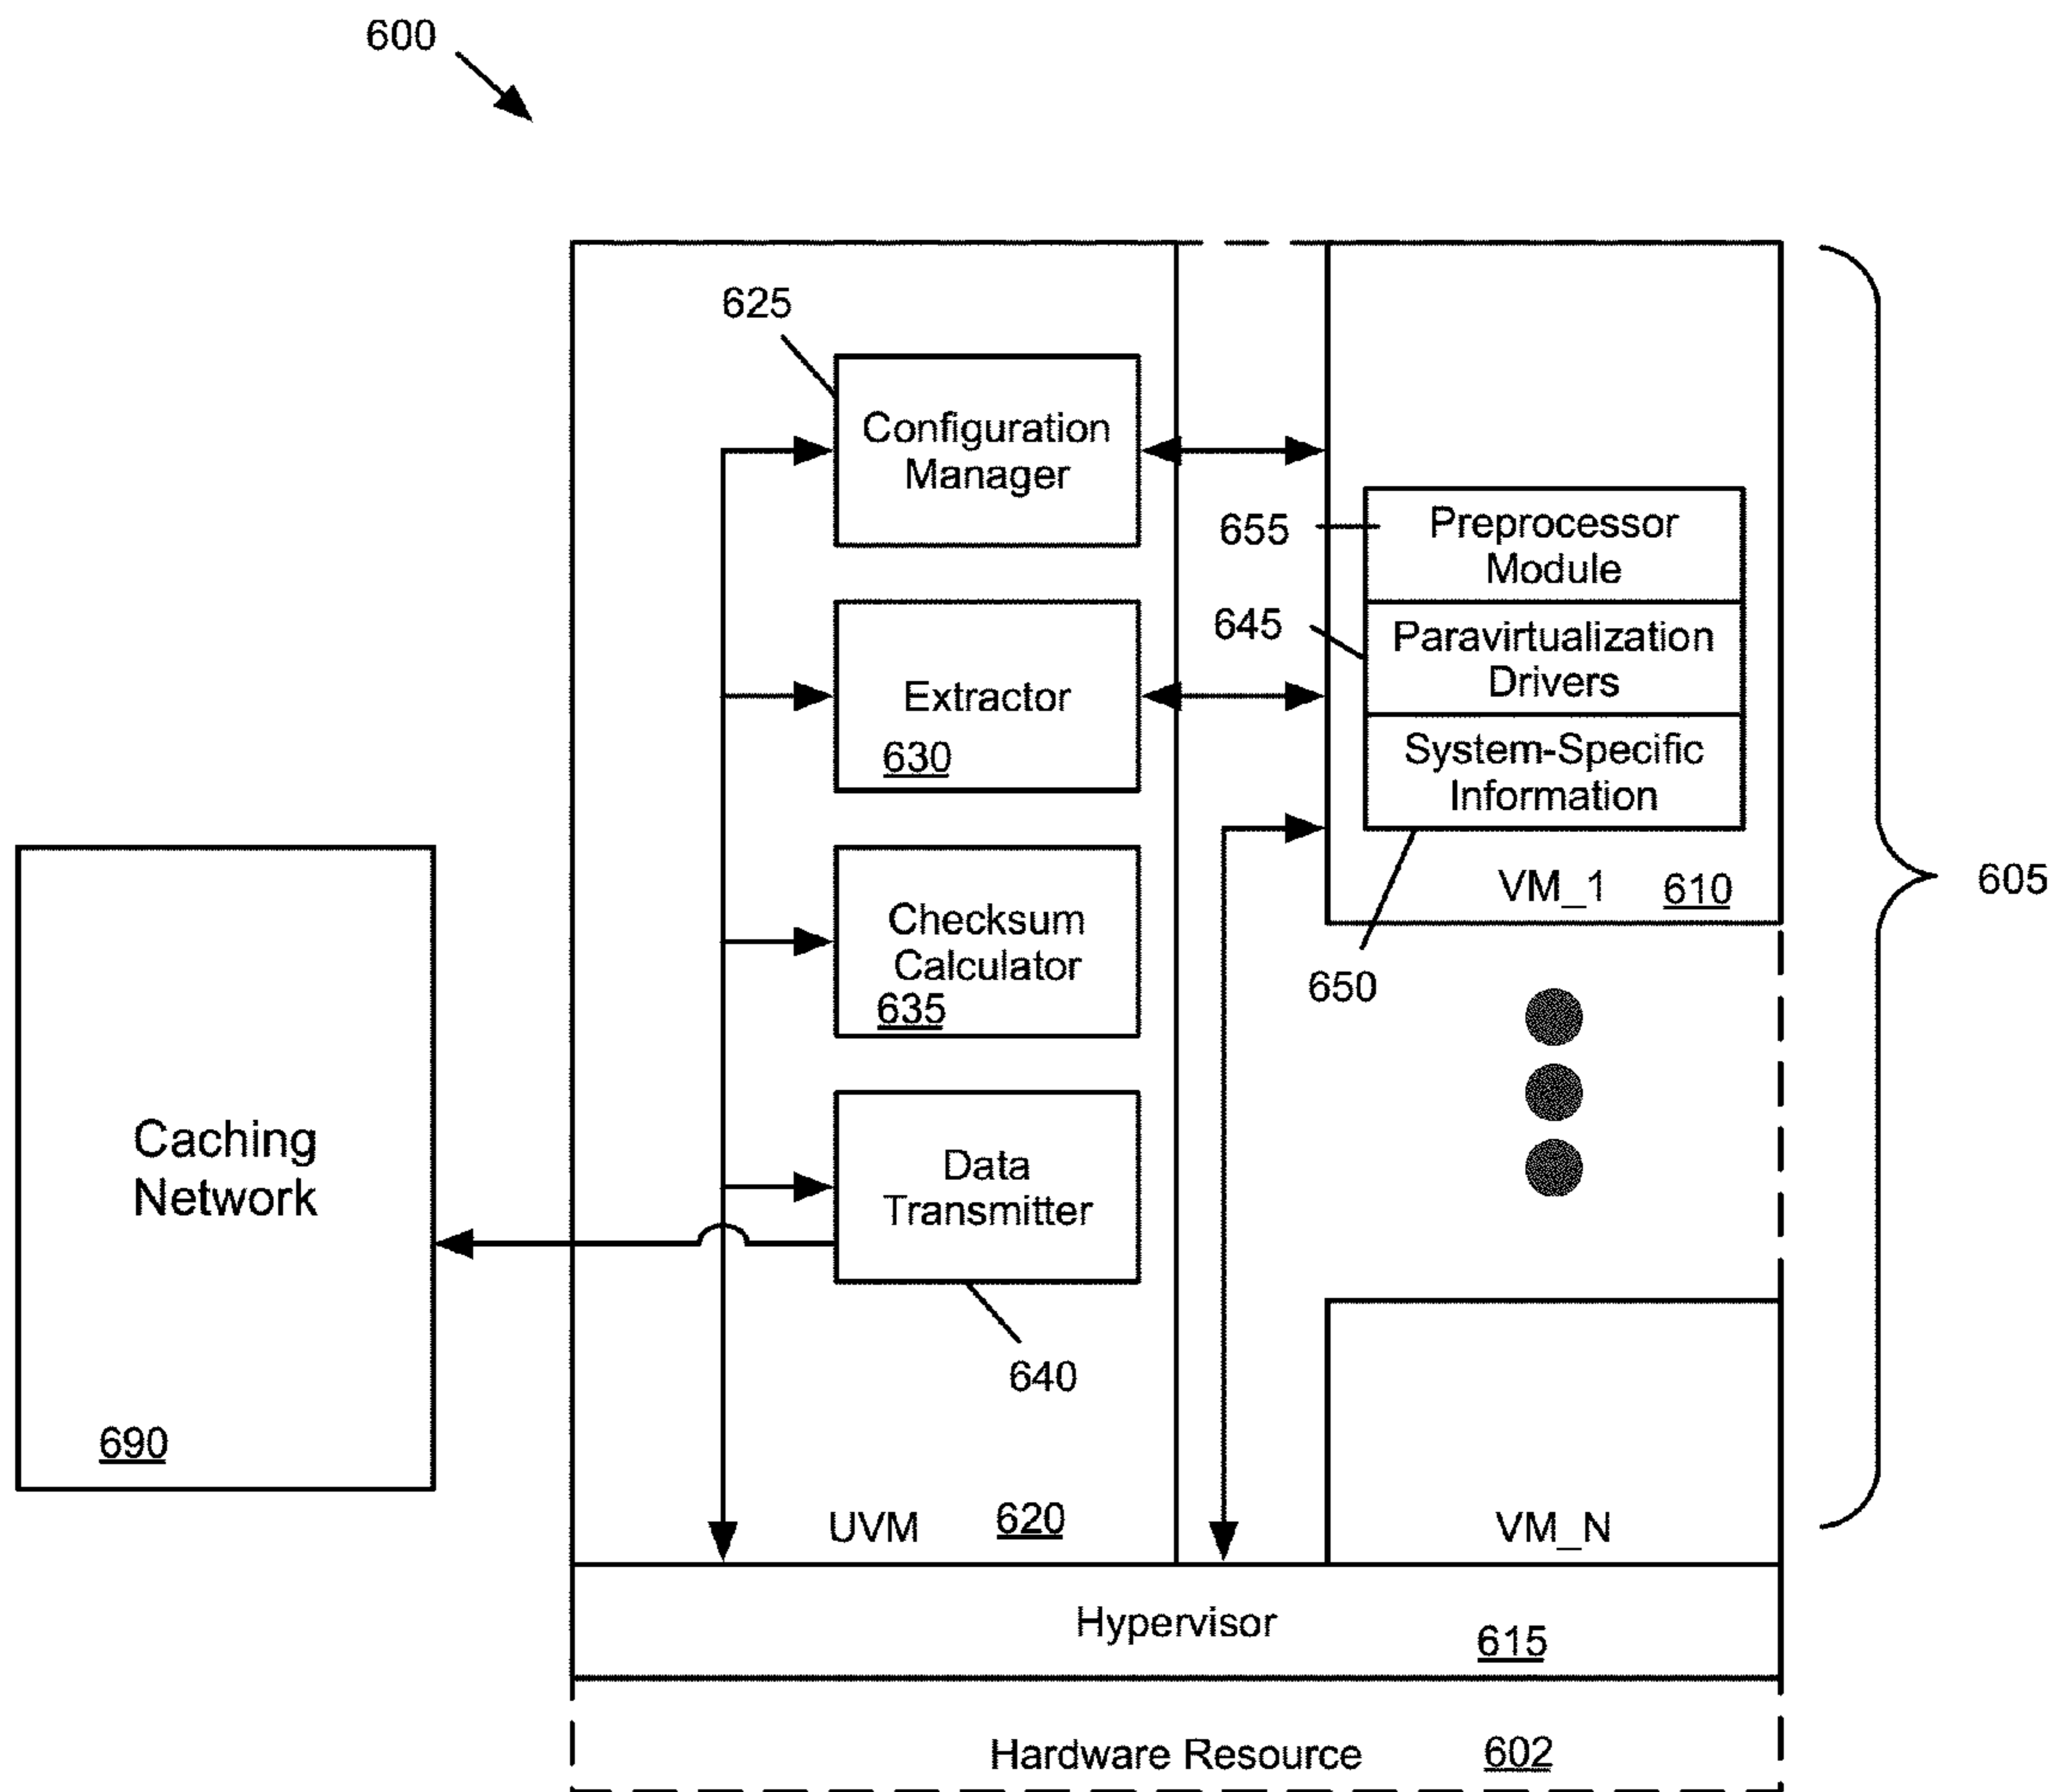 600
625
Configuration
Manager
655
Preprocessor
Module
645
Paravirtualization
Drivers
Extractor
630
System-Specific
Information
VM_1 610
605
650
Checksum
Calculator
635
Caching
Network
690
Data
Transmitter
640
UVM 620
VM_N
Hypervisor 615
Hardware Resource 602